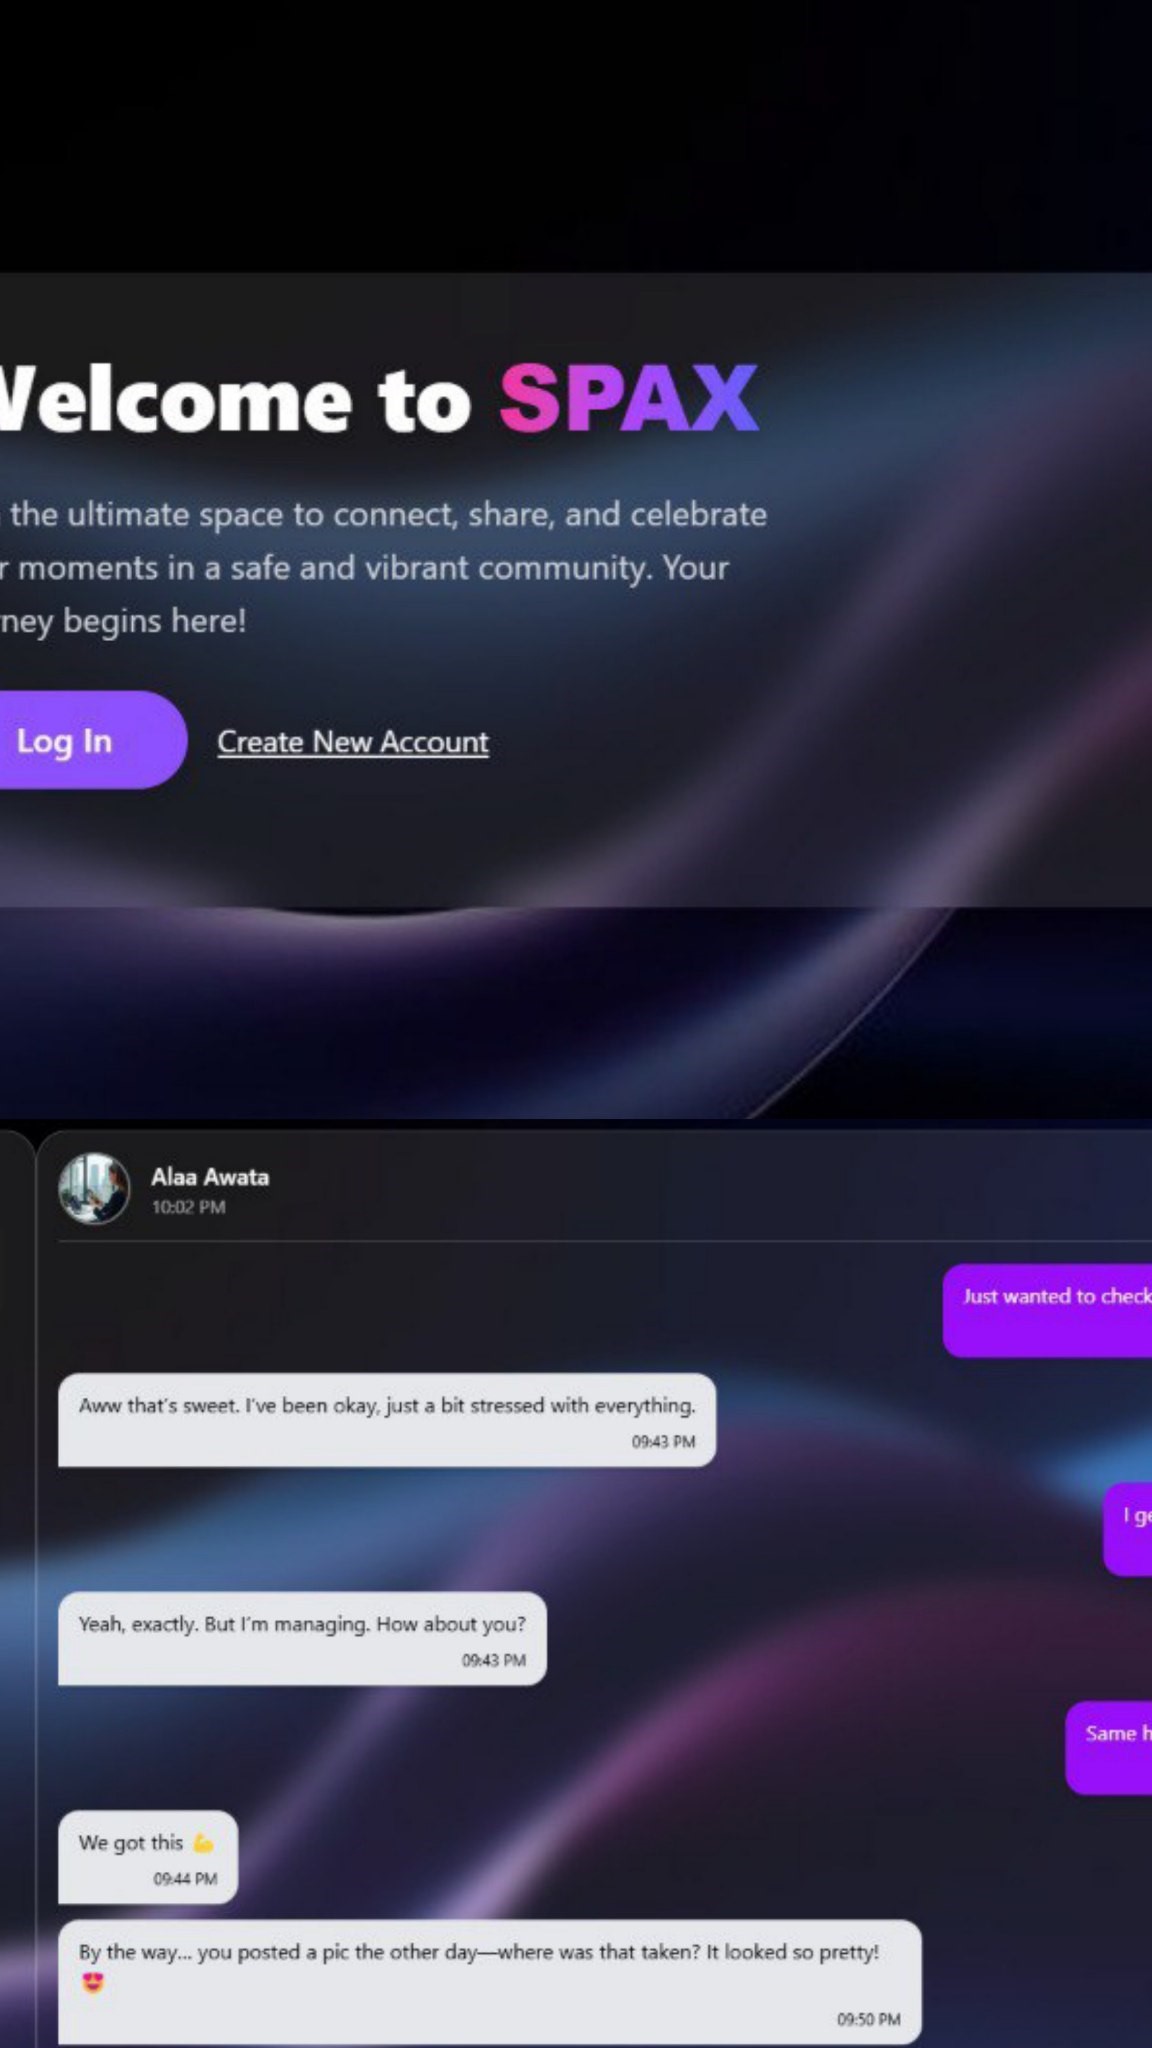 Welcome to SPAX
the ultimate space to connect, share, and celebrate
r moments in a safe and vibrant community. Your
rney begins here!
Log In
Create New Account
Alaa Awata
10:02 PM
Just wanted to check
Aww that's sweet. I've been okay, just a bit stressed with everything.
09:43 PM
I ge
Yeah, exactly. But I'm managing. How about you?
09:43 PM
Same h
We got this 💪
09:44 PM
By the way... you posted a pic the other day—where was that taken? It looked so pretty!
😍
09:50 PM